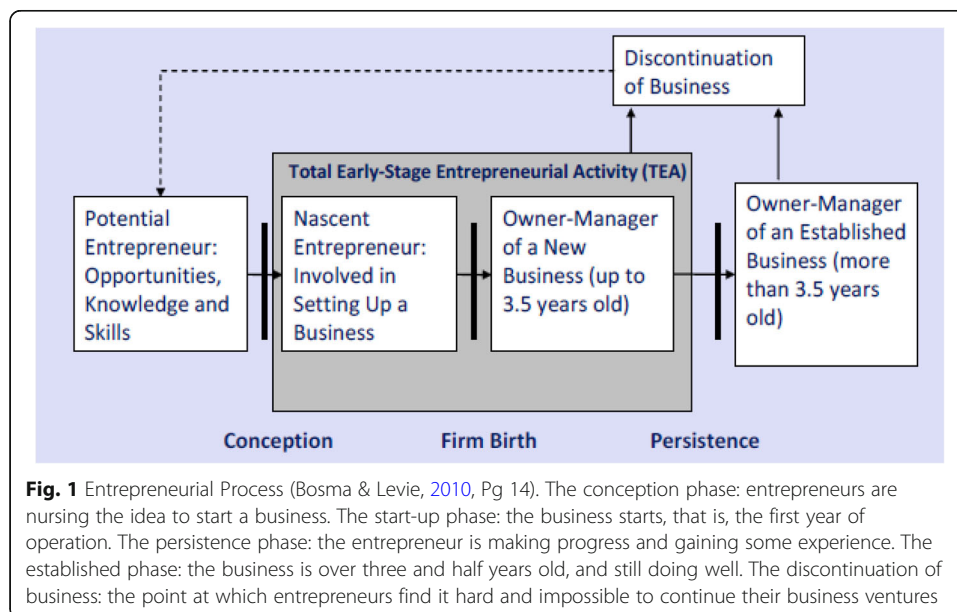 Discontinuation
of Business
Total Early-Stage Entrepreneurial Activity (TEA)
Potential
Entrepreneur:
Opportunities,
Knowledge and
Skills
Nascent
Entrepreneur:
Involved in
Setting Up a
Business
Owner-Manager
of a New
Business (up to
3.5 years old)
Owner-Manager
of an Established
Business (more
than 3.5 years
old)
Conception
Firm Birth
Persistence
Fig. 1 Entrepreneurial Process (Bosma & Levie, 2010, Pg 14). The conception phase: entrepreneurs are
nursing the idea to start a business. The start-up phase: the business starts, that is, the first year of
operation. The persistence phase: the entrepreneur is making progress and gaining some experience. The
established phase: the business is over three and half years old, and still doing well. The discontinuation of
business: the point at which entrepreneurs find it hard and impossible to continue their business ventures